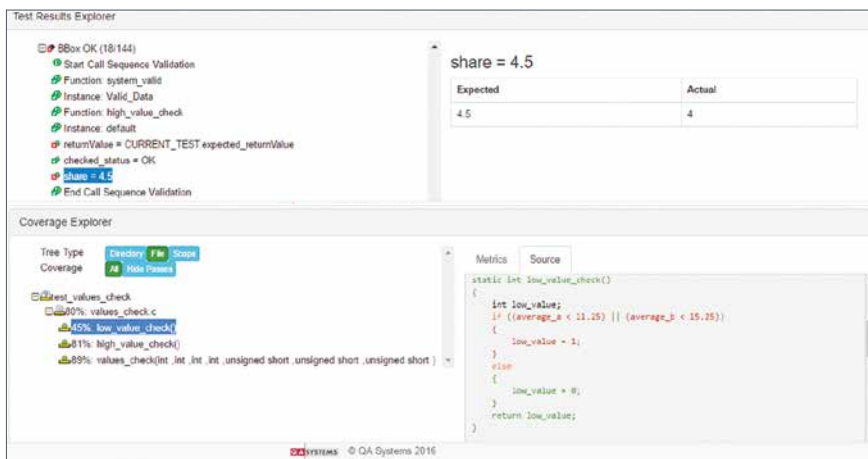 Test Results Explorer
BBox OK (18/144)
Start Call Sequence Validation
Function: system_valid
Instance: Valid_Data
Function: high_value_check
Instance: default
returnValue = CURRENT_TEST.expected_returnValue
checked_status = OK
share = 4.5
End Call Sequence Validation
share = 4.5
Expected Actual
4.5 4
Coverage Explorer
Tree Type Directory File Scope
Coverage All Hide Passes
test_values_check
80%: values_check.c
45%: low_value_check()
81%: high_value_check()
89%: values_check(int ,int ,int ,int ,unsigned short ,unsigned short ,unsigned short )
Metrics Source
static int low_value_check()
{
int low_value;
if ((average_a < 11.25) || (average_b < 15.25))
{
low_value = 1;
}
else
{
low_value = 0;
}
return low_value;
}
QA SYSTEMS © QA Systems 2016